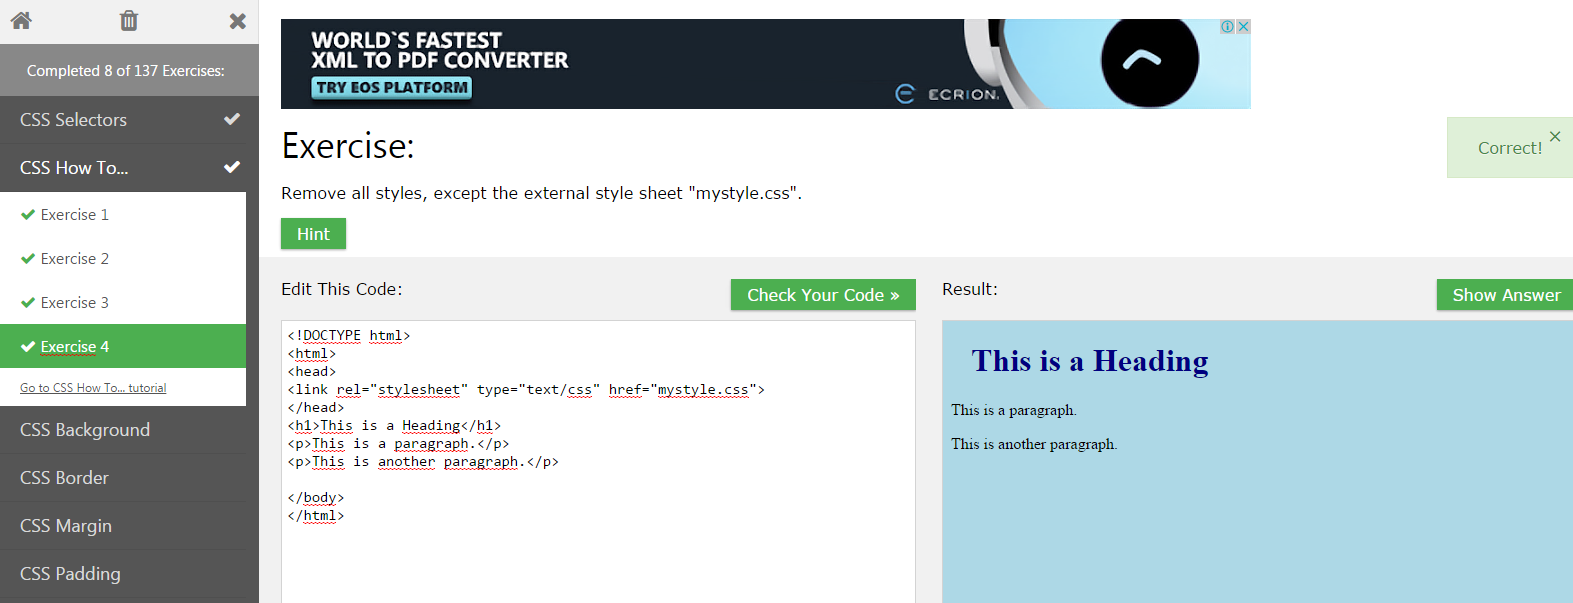 Completed 8 of 137 Exercises:
CSS Selectors
CSS How To...
Exercise 1
Exercise 2
Exercise 3
Exercise 4
Go to CSS How To... tutorial
CSS Background
CSS Border
CSS Margin
CSS Padding
WORLD`S FASTEST
XML TO PDF CONVERTER
TRY EOS PLATFORM
ECRION.
Exercise:
Correct!
Remove all styles, except the external style sheet "mystyle.css".
Hint
Edit This Code:
Check Your Code »
<!DOCTYPE html>
<html>
<head>
<link rel="stylesheet" type="text/css" href="mystyle.css">
</head>
<h1>This is a Heading</h1>
<p>This is a paragraph.</p>
<p>This is another paragraph.</p>
</body>
</html>
Result:
Show Answer
This is a Heading
This is a paragraph.
This is another paragraph.